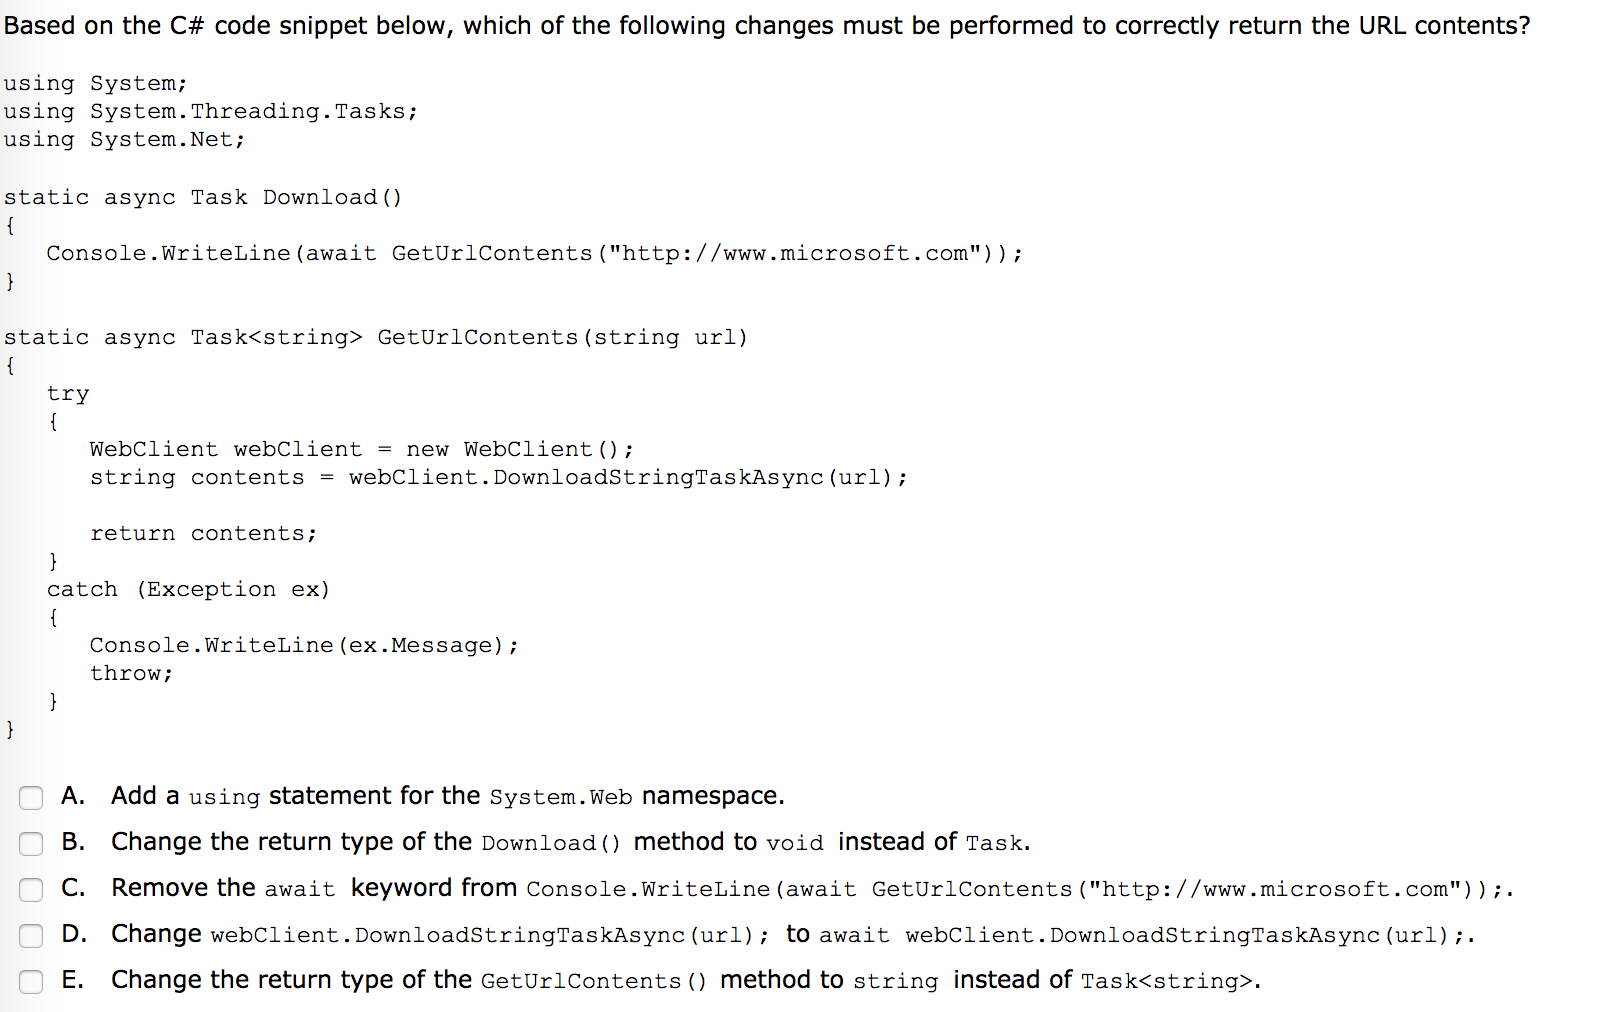 Based on the C# code snippet below, which of the following changes must be performed to correctly return the URL contents?
using System;
using System.Threading.Tasks;
using System.Net;
static async Task Download()
{
Console.WriteLine(await GetUrlContents("http://www.microsoft.com"));
}
static async Task<string> GetUrlContents(string url)
{
try
{
WebClient webClient = new WebClient();
string contents = webClient.DownloadStringTaskAsync(url);
return contents;
}
catch (Exception ex)
{
Console.WriteLine(ex.Message);
throw;
}
}
A. Add a using statement for the System.Web namespace.
B. Change the return type of the Download() method to void instead of Task.
C. Remove the await keyword from Console.WriteLine(await GetUrlContents("http://www.microsoft.com"));.
D. Change webClient.DownloadStringTaskAsync(url); to await webClient.DownloadStringTaskAsync(url);.
E. Change the return type of the GetUrlContents() method to string instead of Task<string>.